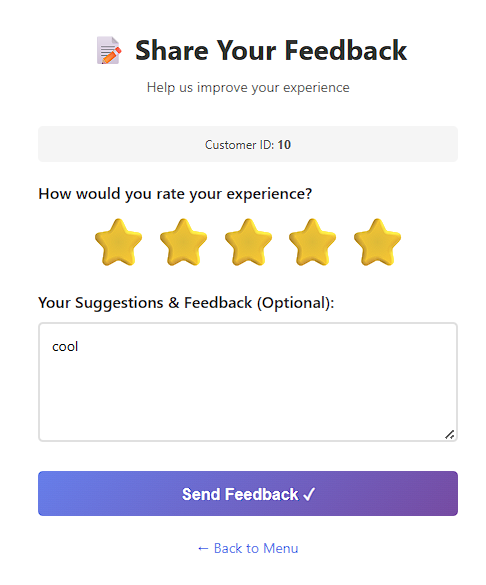 📝 Share Your Feedback
Help us improve your experience
Customer ID: 10
How would you rate your experience?
Your Suggestions & Feedback (Optional):
cool
Send Feedback ✓
← Back to Menu